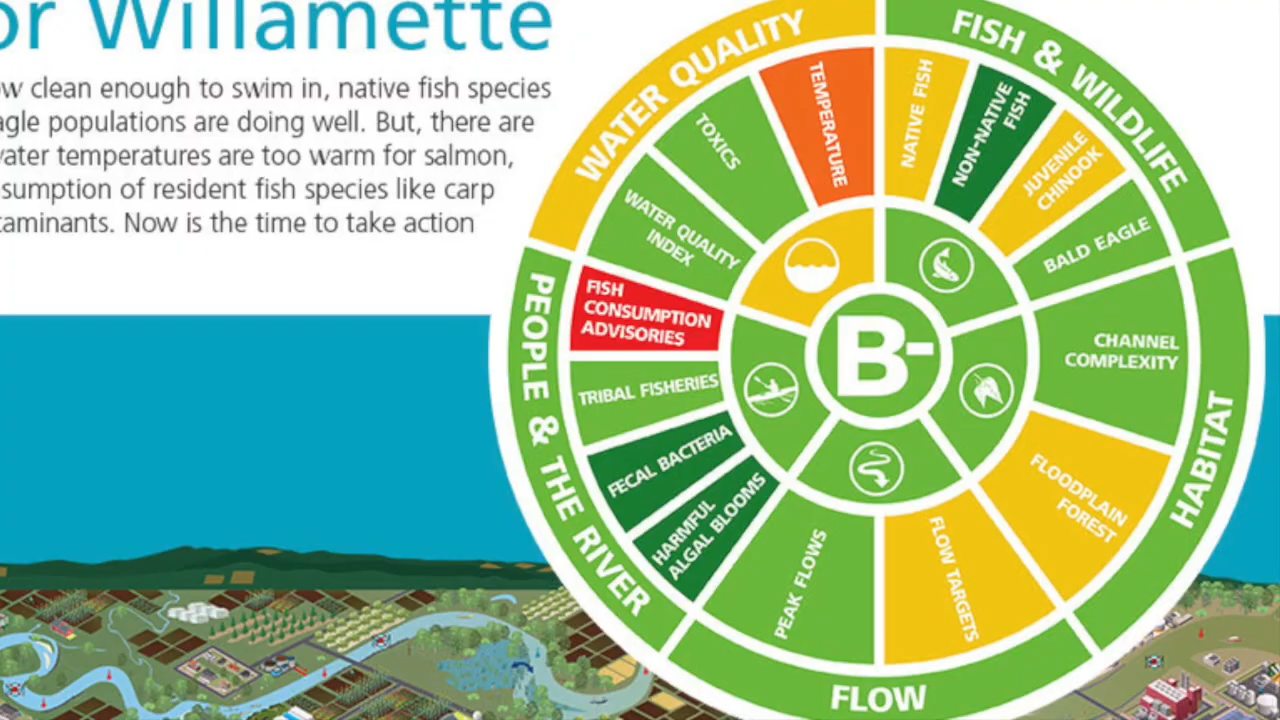 or Willamette
ow clean enough to swim in, native fish species
agle populations are doing well. But, there are
water temperatures are too warm for salmon,
sumption of resident fish species like carp
taminants. Now is the time to take action
WATER QUALITY
FISH & WILDLIFE
TOXICS
TEMPERATURE
NATIVE FISH
NON-NATIVE
FISH
JUVENILE
CHINOOK
BALD EAGLE
WATER QUALITY
INDEX
FISH
CONSUMPTION
ADVISORIES
B-
CHANNEL
COMPLEXITY
TRIBAL FISHERIES
PEOPLE & THE RIVER
FECAL BACTERIA
HARMFUL
ALGAL BLOOMS
PEAK FLOWS
FLOW TARGETS
FLOODPLAIN
FOREST
HABITAT
FLOW